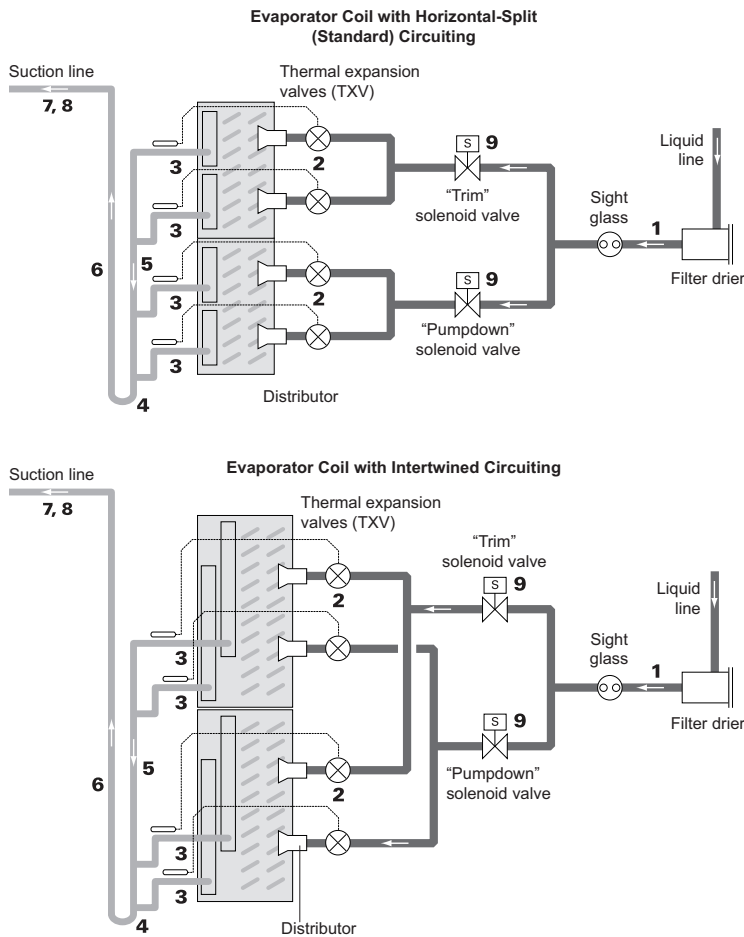 Evaporator Coil with Horizontal-Split
(Standard) Circuiting
Suction line
7, 8
Thermal expansion
valves (TXV)
S
9
Liquid
line
3
2
“Trim”
solenoid valve
Sight
glass
1
3
6
5
S
9
Filter drier
3
2
“Pumpdown”
solenoid valve
3
4
Distributor
Evaporator Coil with Intertwined Circuiting
Suction line
7, 8
Thermal expansion
valves (TXV)
“Trim”
solenoid valve
S
9
2
Liquid
line
Sight
glass
3
1
3
S
9
Filter drier
5
6
2
“Pumpdown”
solenoid valve
3
3
4
Distributor